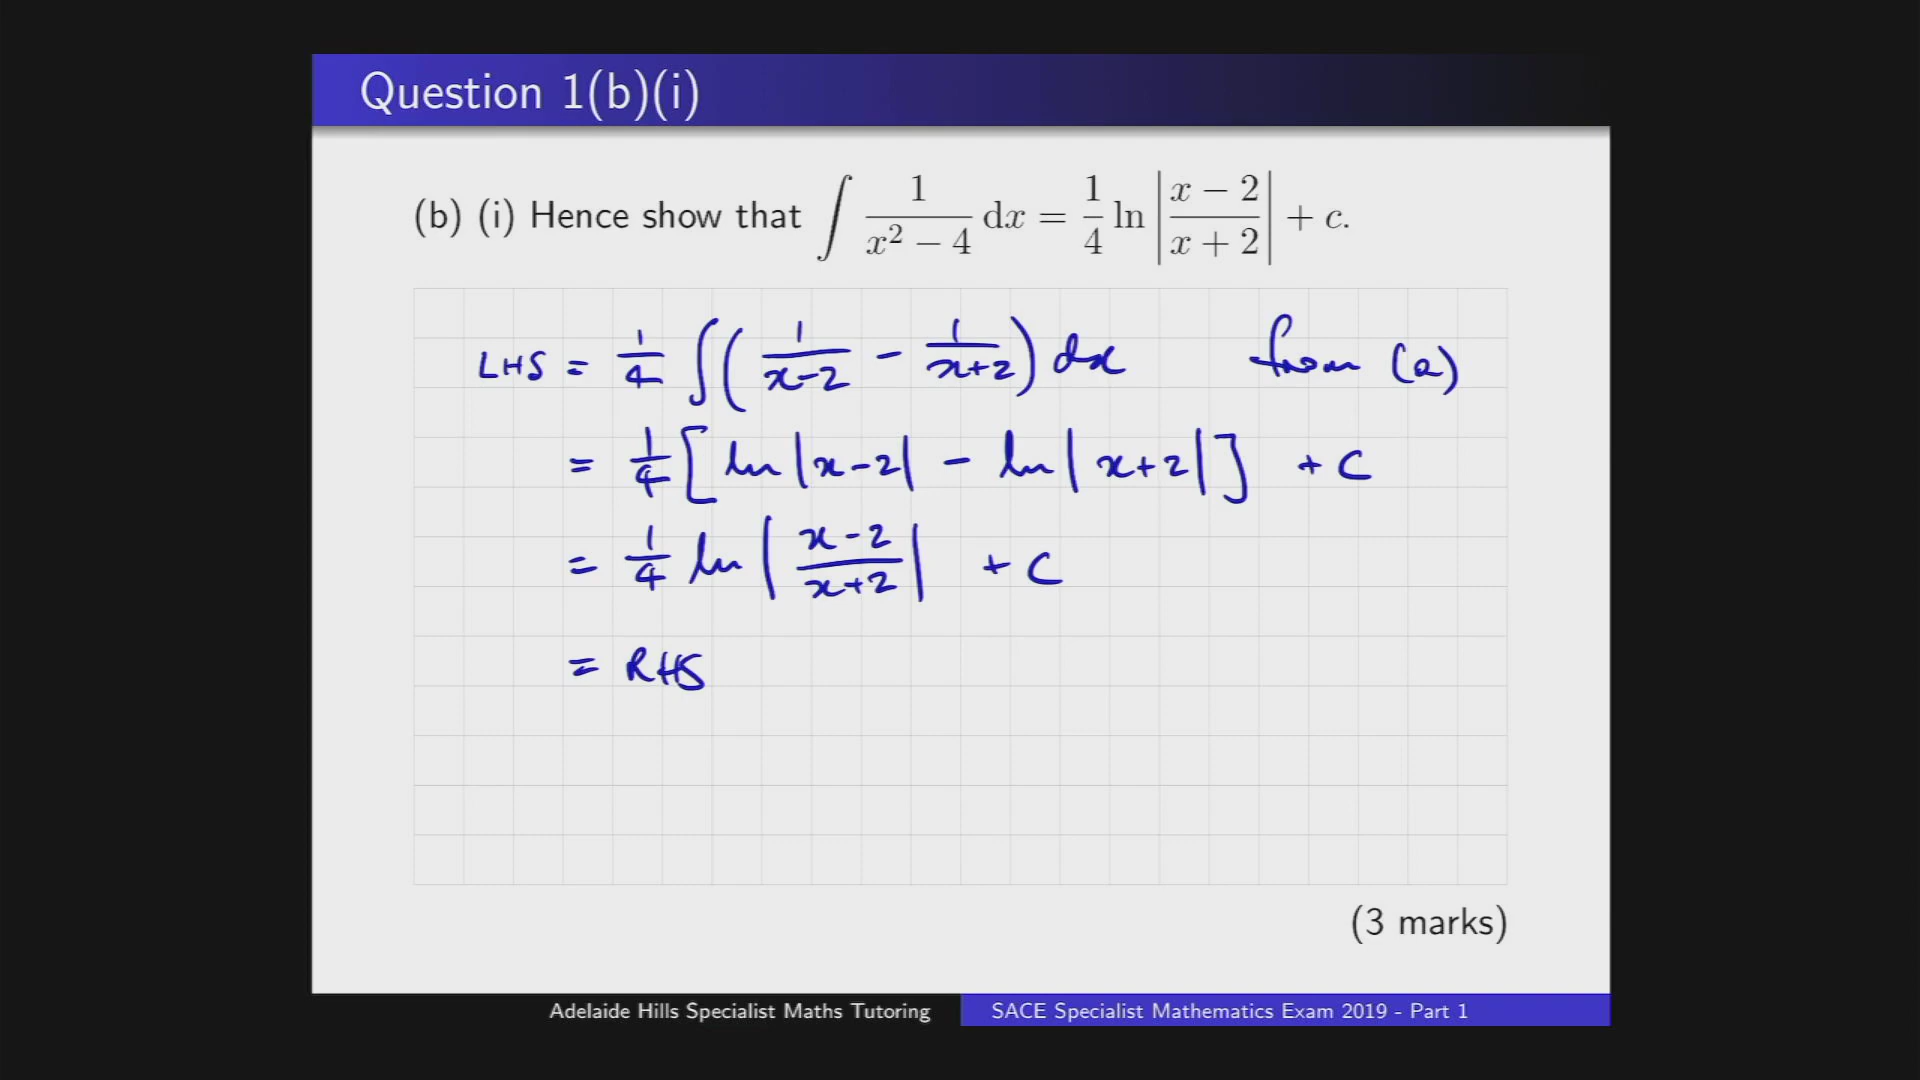 Question 1(b)(i)
(b) (i) Hence show that ∫ 1/(x² − 4) dx = 1/4 ln |(x − 2)/(x + 2)| + c.
LHS = 1/4 ∫ ( 1/(x-2) - 1/(x+2) ) dx from (a)
= 1/4 [ ln |x-2| - ln | x+2| ] + c
= 1/4 ln | (x-2)/(x+2) | + c
= RHS
(3 marks)
Adelaide Hills Specialist Maths Tutoring SACE Specialist Mathematics Exam 2019 - Part 1